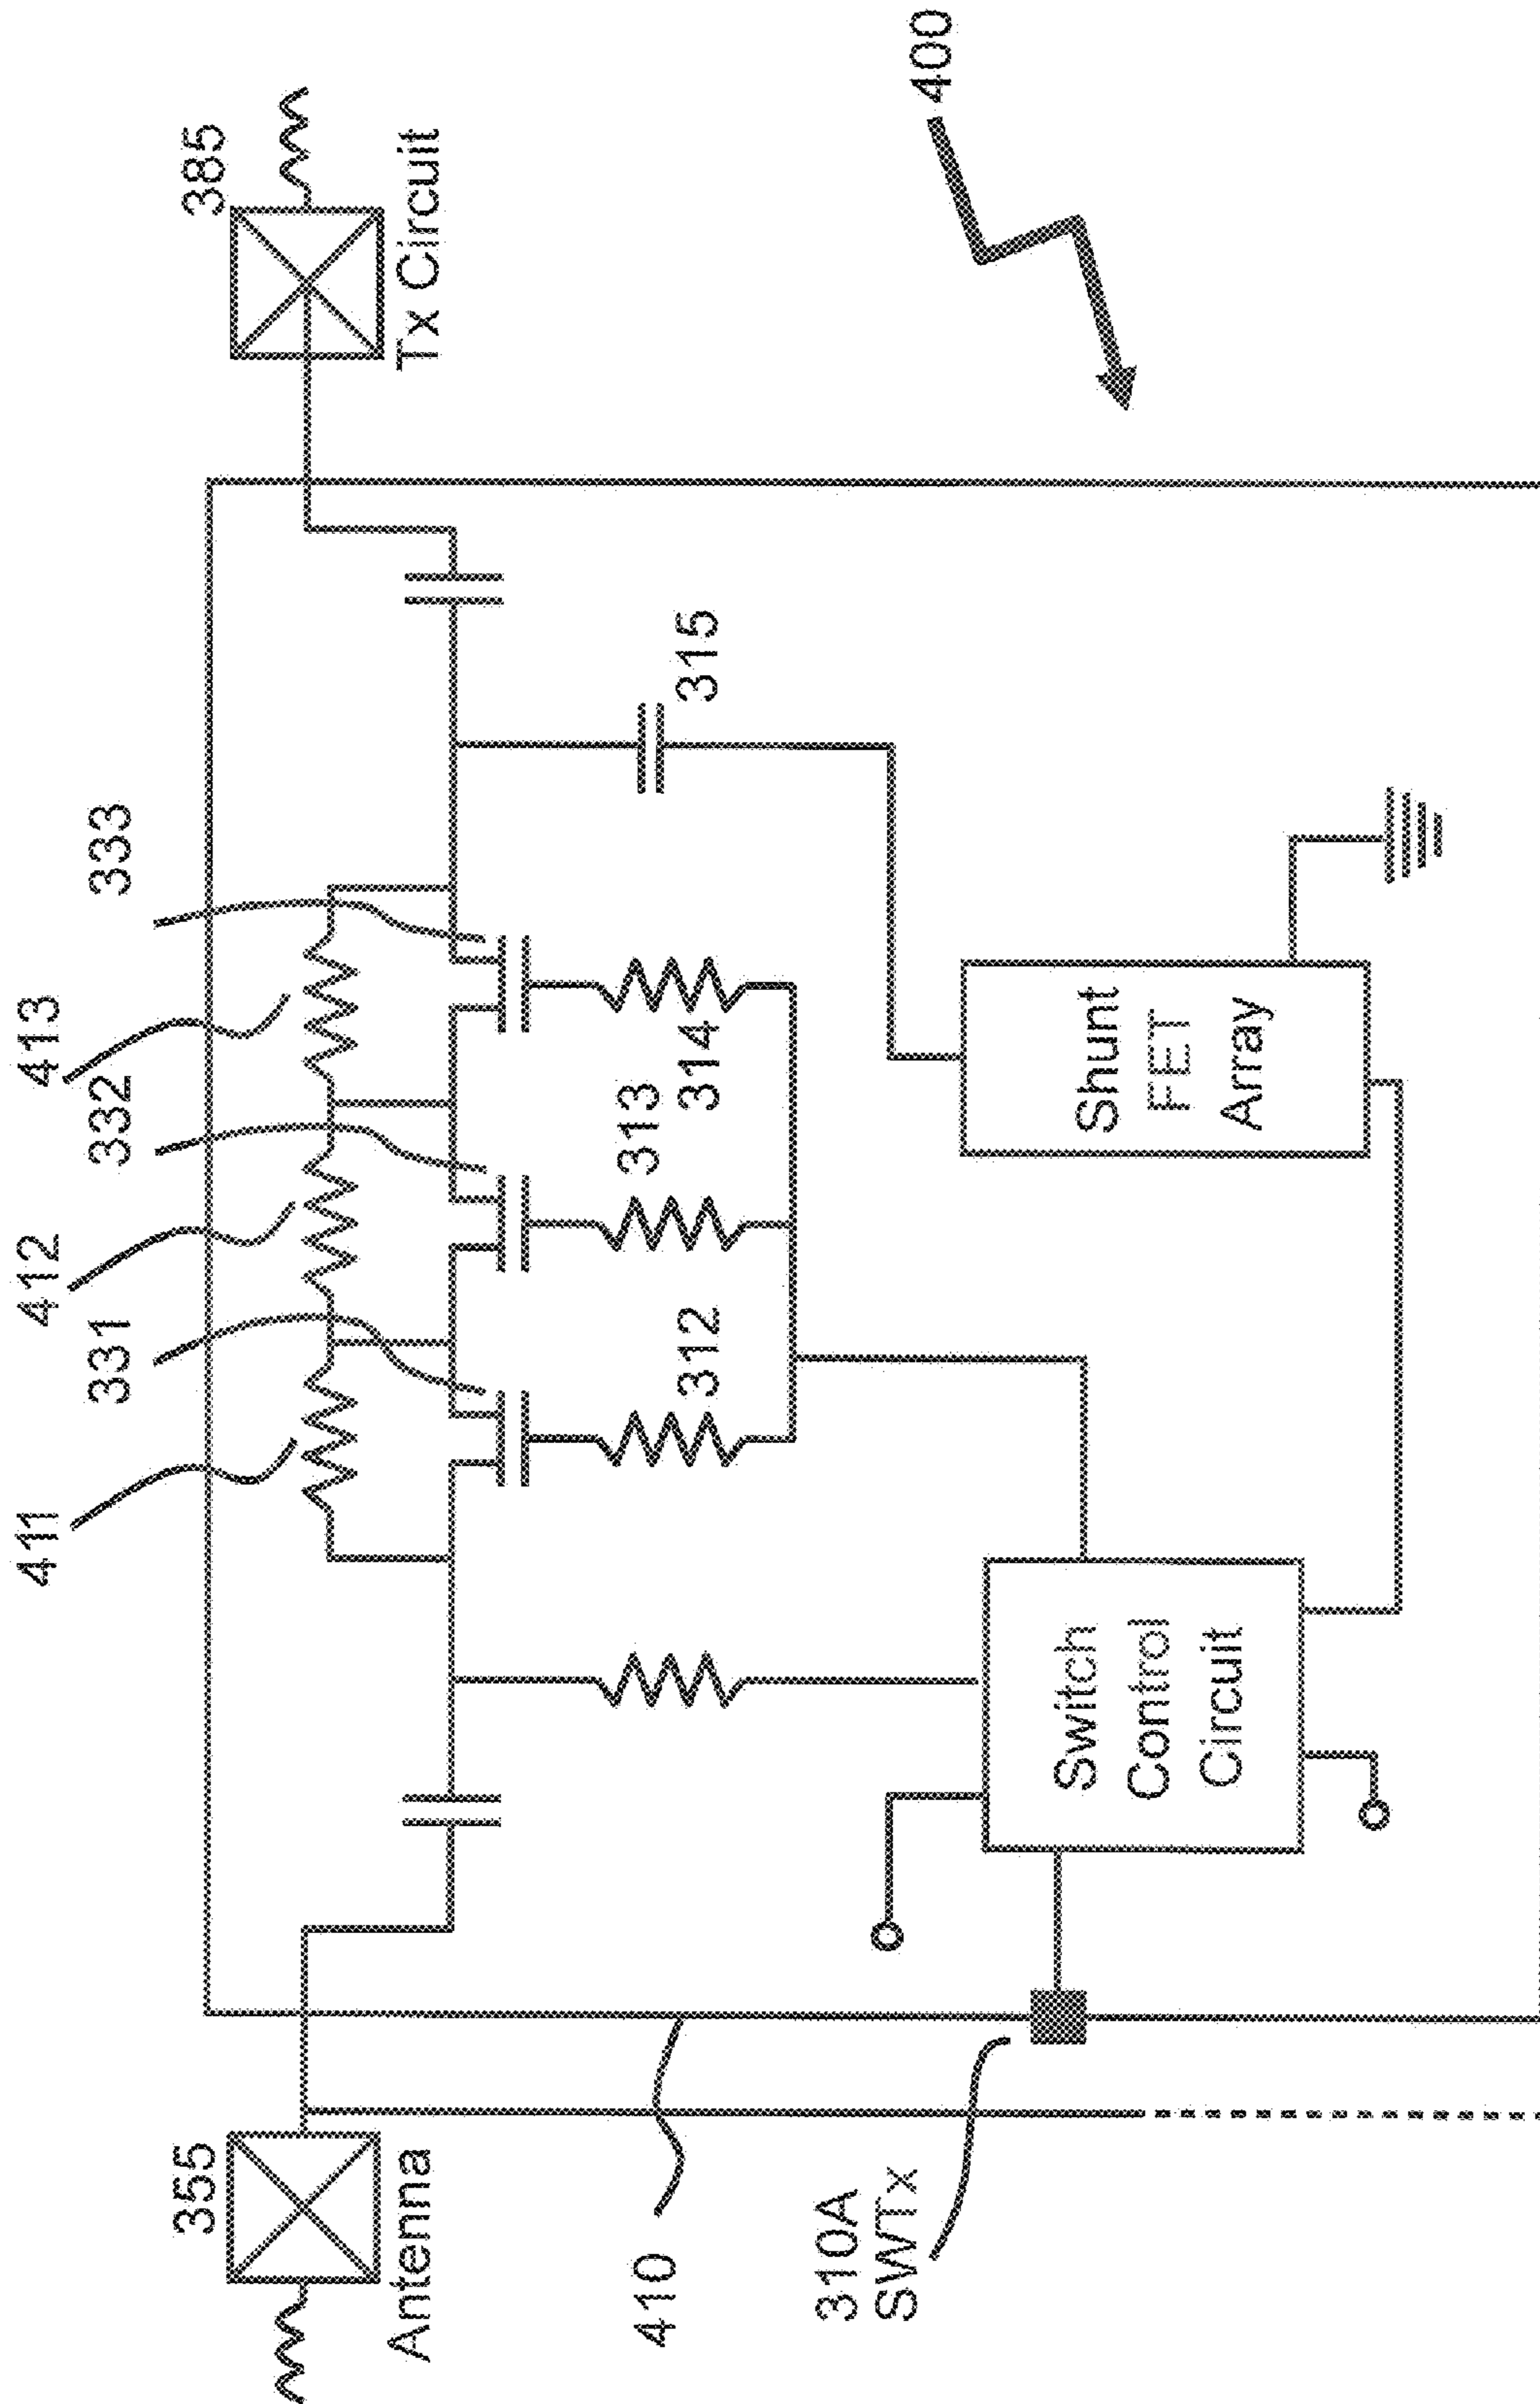 355
Antenna
385
Tx Circuit
411
412
413
331
332
333
312
313
314
315
410
310A
SWTx
Switch
Control
Circuit
Shunt
FET
Array
400